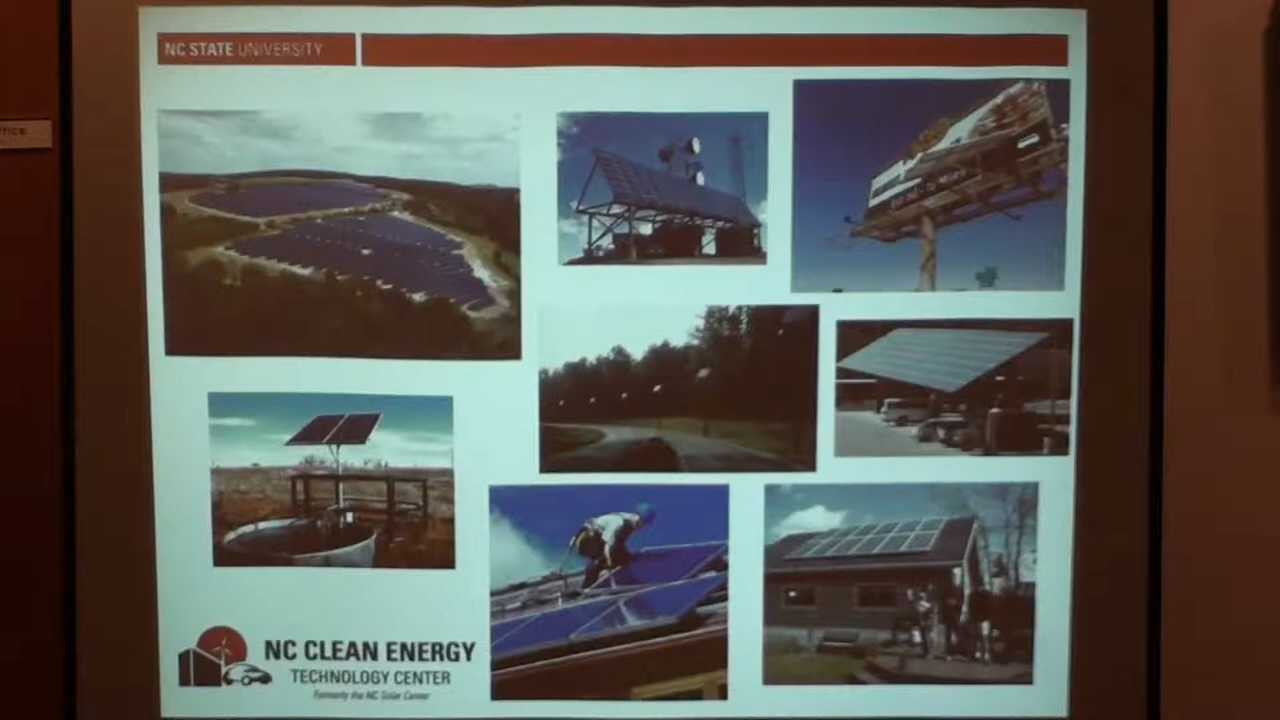 NC STATE UNIVERSITY
NC CLEAN ENERGY
TECHNOLOGY CENTER
Formerly the NC Solar Center